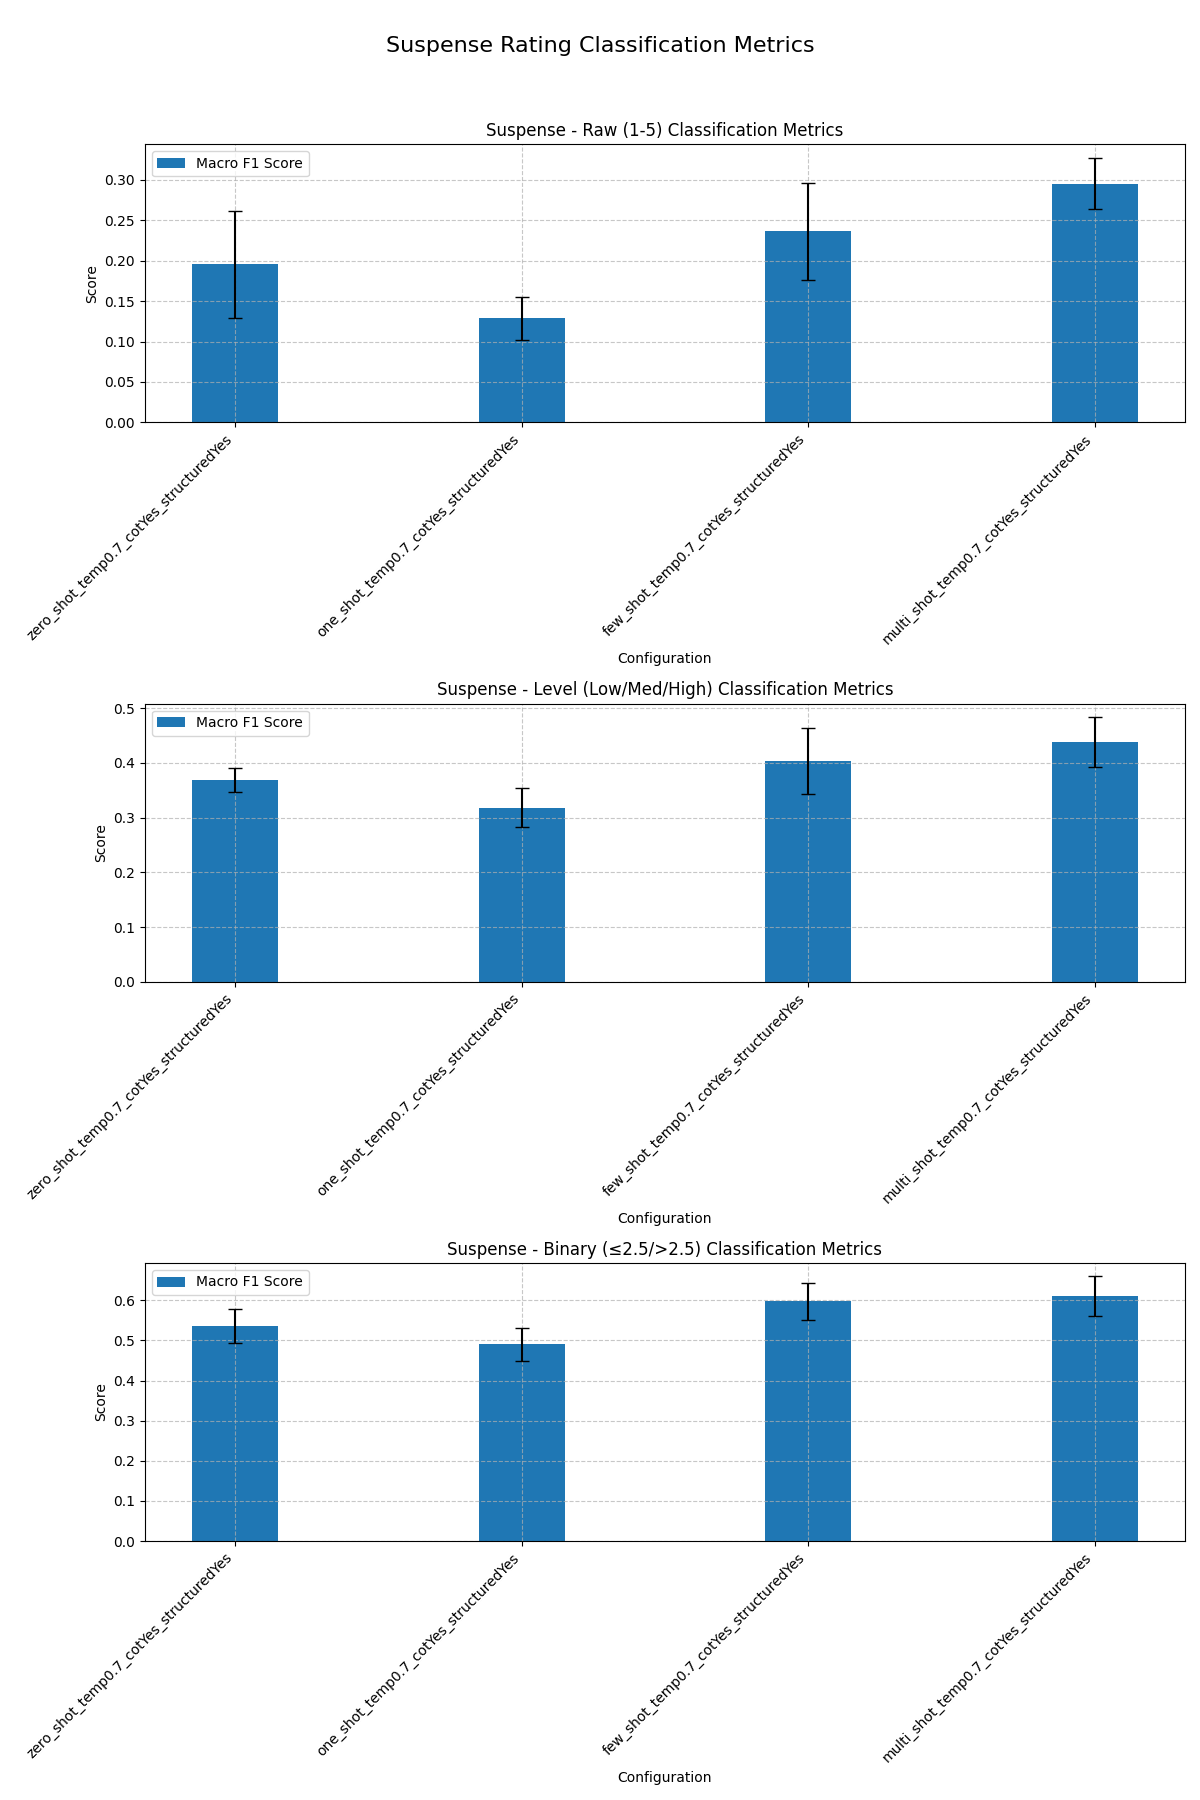 Suspense Rating Classification Metrics
Suspense - Raw (1-5) Classification Metrics
Macro F1 Score
Score
0.30
0.25
0.20
0.15
0.10
0.05
0.00
zero_shot_temp0.7_cotYes_structuredYes
one_shot_temp0.7_cotYes_structuredYes
few_shot_temp0.7_cotYes_structuredYes
multi_shot_temp0.7_cotYes_structuredYes
Configuration
Suspense - Level (Low/Med/High) Classification Metrics
Macro F1 Score
Score
0.5
0.4
0.3
0.2
0.1
0.0
zero_shot_temp0.7_cotYes_structuredYes
one_shot_temp0.7_cotYes_structuredYes
few_shot_temp0.7_cotYes_structuredYes
multi_shot_temp0.7_cotYes_structuredYes
Configuration
Suspense - Binary (≤2.5/>2.5) Classification Metrics
Macro F1 Score
Score
0.6
0.5
0.4
0.3
0.2
0.1
0.0
zero_shot_temp0.7_cotYes_structuredYes
one_shot_temp0.7_cotYes_structuredYes
few_shot_temp0.7_cotYes_structuredYes
multi_shot_temp0.7_cotYes_structuredYes
Configuration